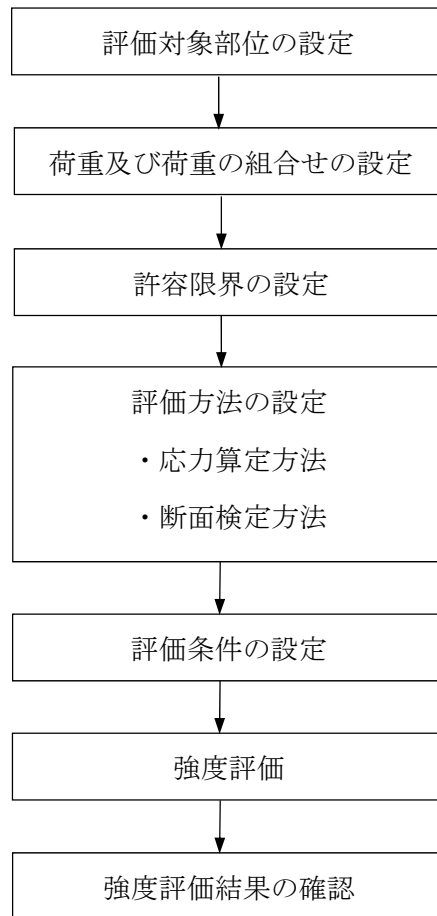 評価対象部位の設定
荷重及び荷重の組合せの設定
許容限界の設定
評価方法の設定
・応力算定方法
・断面検定方法
評価条件の設定
強度評価
強度評価結果の確認